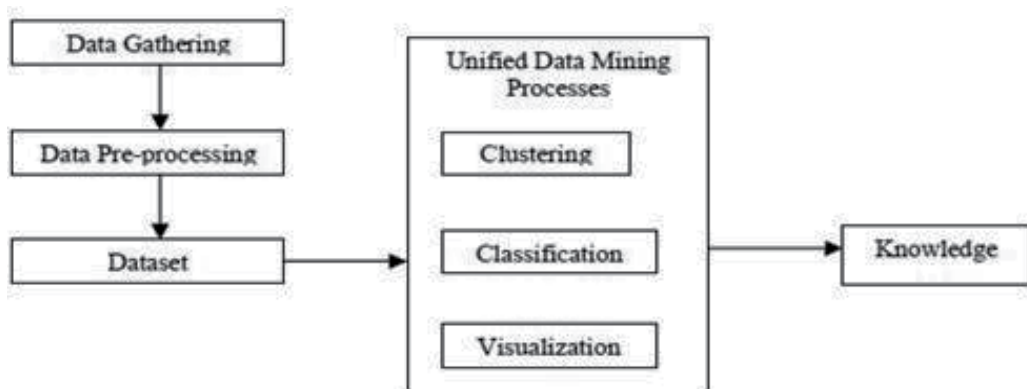 Data Gathering
Data Pre-processing
Dataset
Unified Data Mining
Processes
Clustering
Classification
Visualization
Knowledge